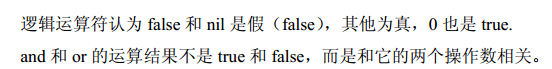 逻辑运算符认为 false 和 nil 是假（false），其他为真，0 也是 true.
and 和 or 的运算结果不是 true 和 false，而是和它的两个操作数相关。